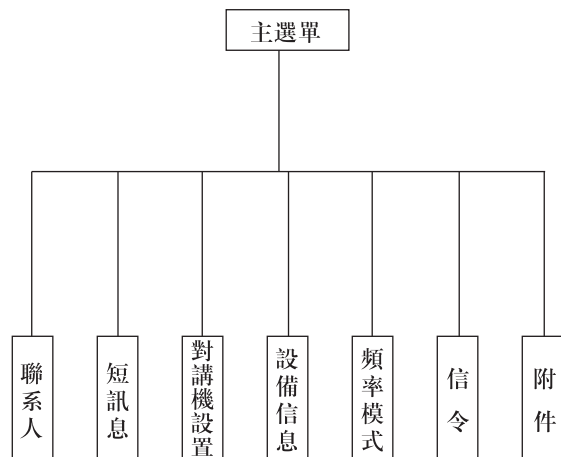 主選單
聯系人
短訊息
對講機設置
設備信息
頻率模式
信令
附件